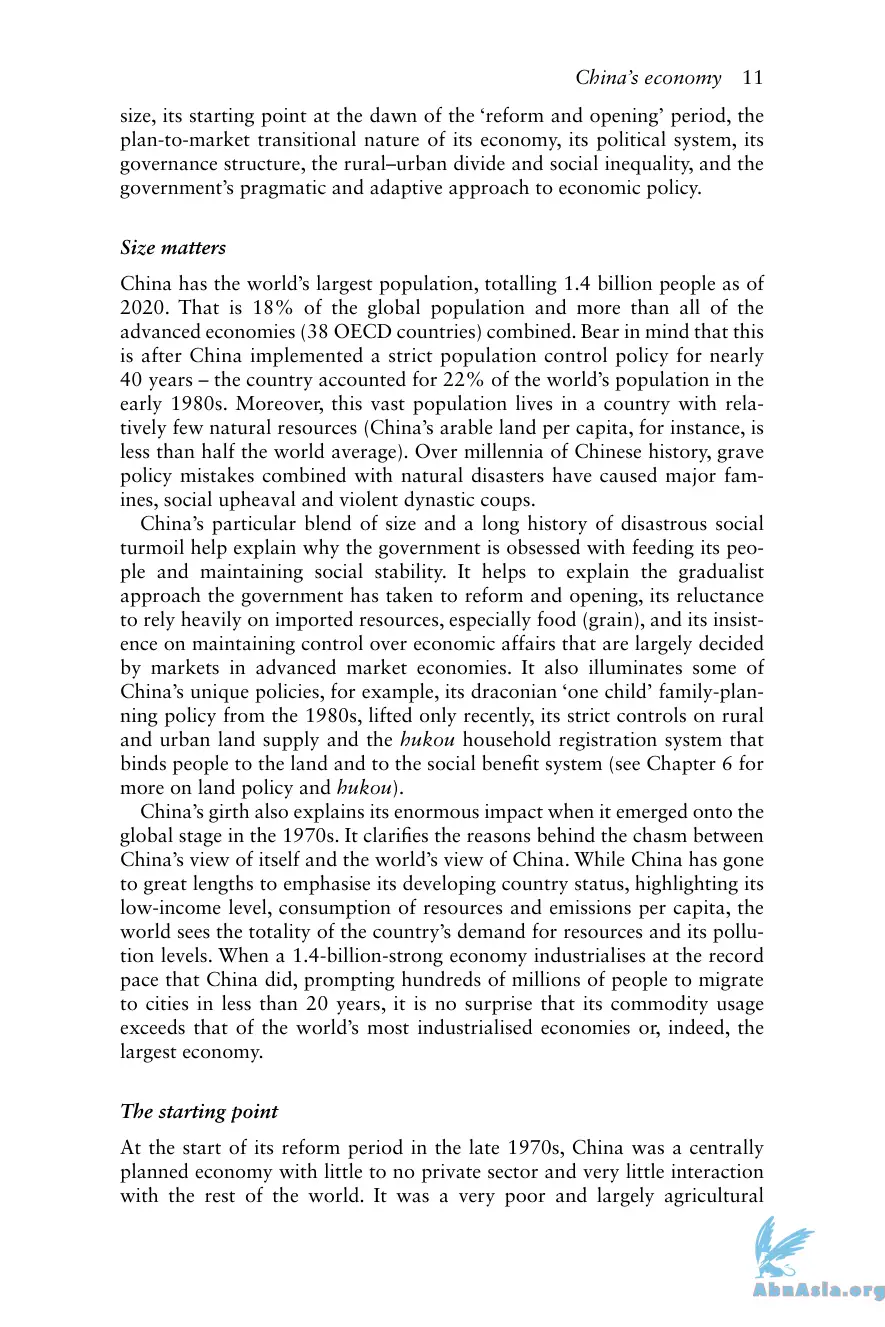 China’s economy 11
size, its starting point at the dawn of the ‘reform and opening’ period, the
plan-to-market transitional nature of its economy, its political system, its
governance structure, the rural–urban divide and social inequality, and the
government’s pragmatic and adaptive approach to economic policy.
Size matters
China has the world’s largest population, totalling 1.4 billion people as of
2020. That is 18% of the global population and more than all of the
advanced economies (38 OECD countries) combined. Bear in mind that this
is after China implemented a strict population control policy for nearly
40 years – the country accounted for 22% of the world’s population in the
early 1980s. Moreover, this vast population lives in a country with rela-
tively few natural resources (China’s arable land per capita, for instance, is
less than half the world average). Over millennia of Chinese history, grave
policy mistakes combined with natural disasters have caused major fam-
ines, social upheaval and violent dynastic coups.
China’s particular blend of size and a long history of disastrous social
turmoil help explain why the government is obsessed with feeding its peo-
ple and maintaining social stability. It helps to explain the gradualist
approach the government has taken to reform and opening, its reluctance
to rely heavily on imported resources, especially food (grain), and its insist-
ence on maintaining control over economic affairs that are largely decided
by markets in advanced market economies. It also illuminates some of
China’s unique policies, for example, its draconian ‘one child’ family-plan-
ning policy from the 1980s, lifted only recently, its strict controls on rural
and urban land supply and the hukou household registration system that
binds people to the land and to the social benefit system (see Chapter 6 for
more on land policy and hukou).
China’s girth also explains its enormous impact when it emerged onto the
global stage in the 1970s. It clarifies the reasons behind the chasm between
China’s view of itself and the world’s view of China. While China has gone
to great lengths to emphasise its developing country status, highlighting its
low-income level, consumption of resources and emissions per capita, the
world sees the totality of the country’s demand for resources and its pollu-
tion levels. When a 1.4-billion-strong economy industrialises at the record
pace that China did, prompting hundreds of millions of people to migrate
to cities in less than 20 years, it is no surprise that its commodity usage
exceeds that of the world’s most industrialised economies or, indeed, the
largest economy.
The starting point
At the start of its reform period in the late 1970s, China was a centrally
planned economy with little to no private sector and very little interaction
with the rest of the world. It was a very poor and largely agricultural
AbnAsia.org